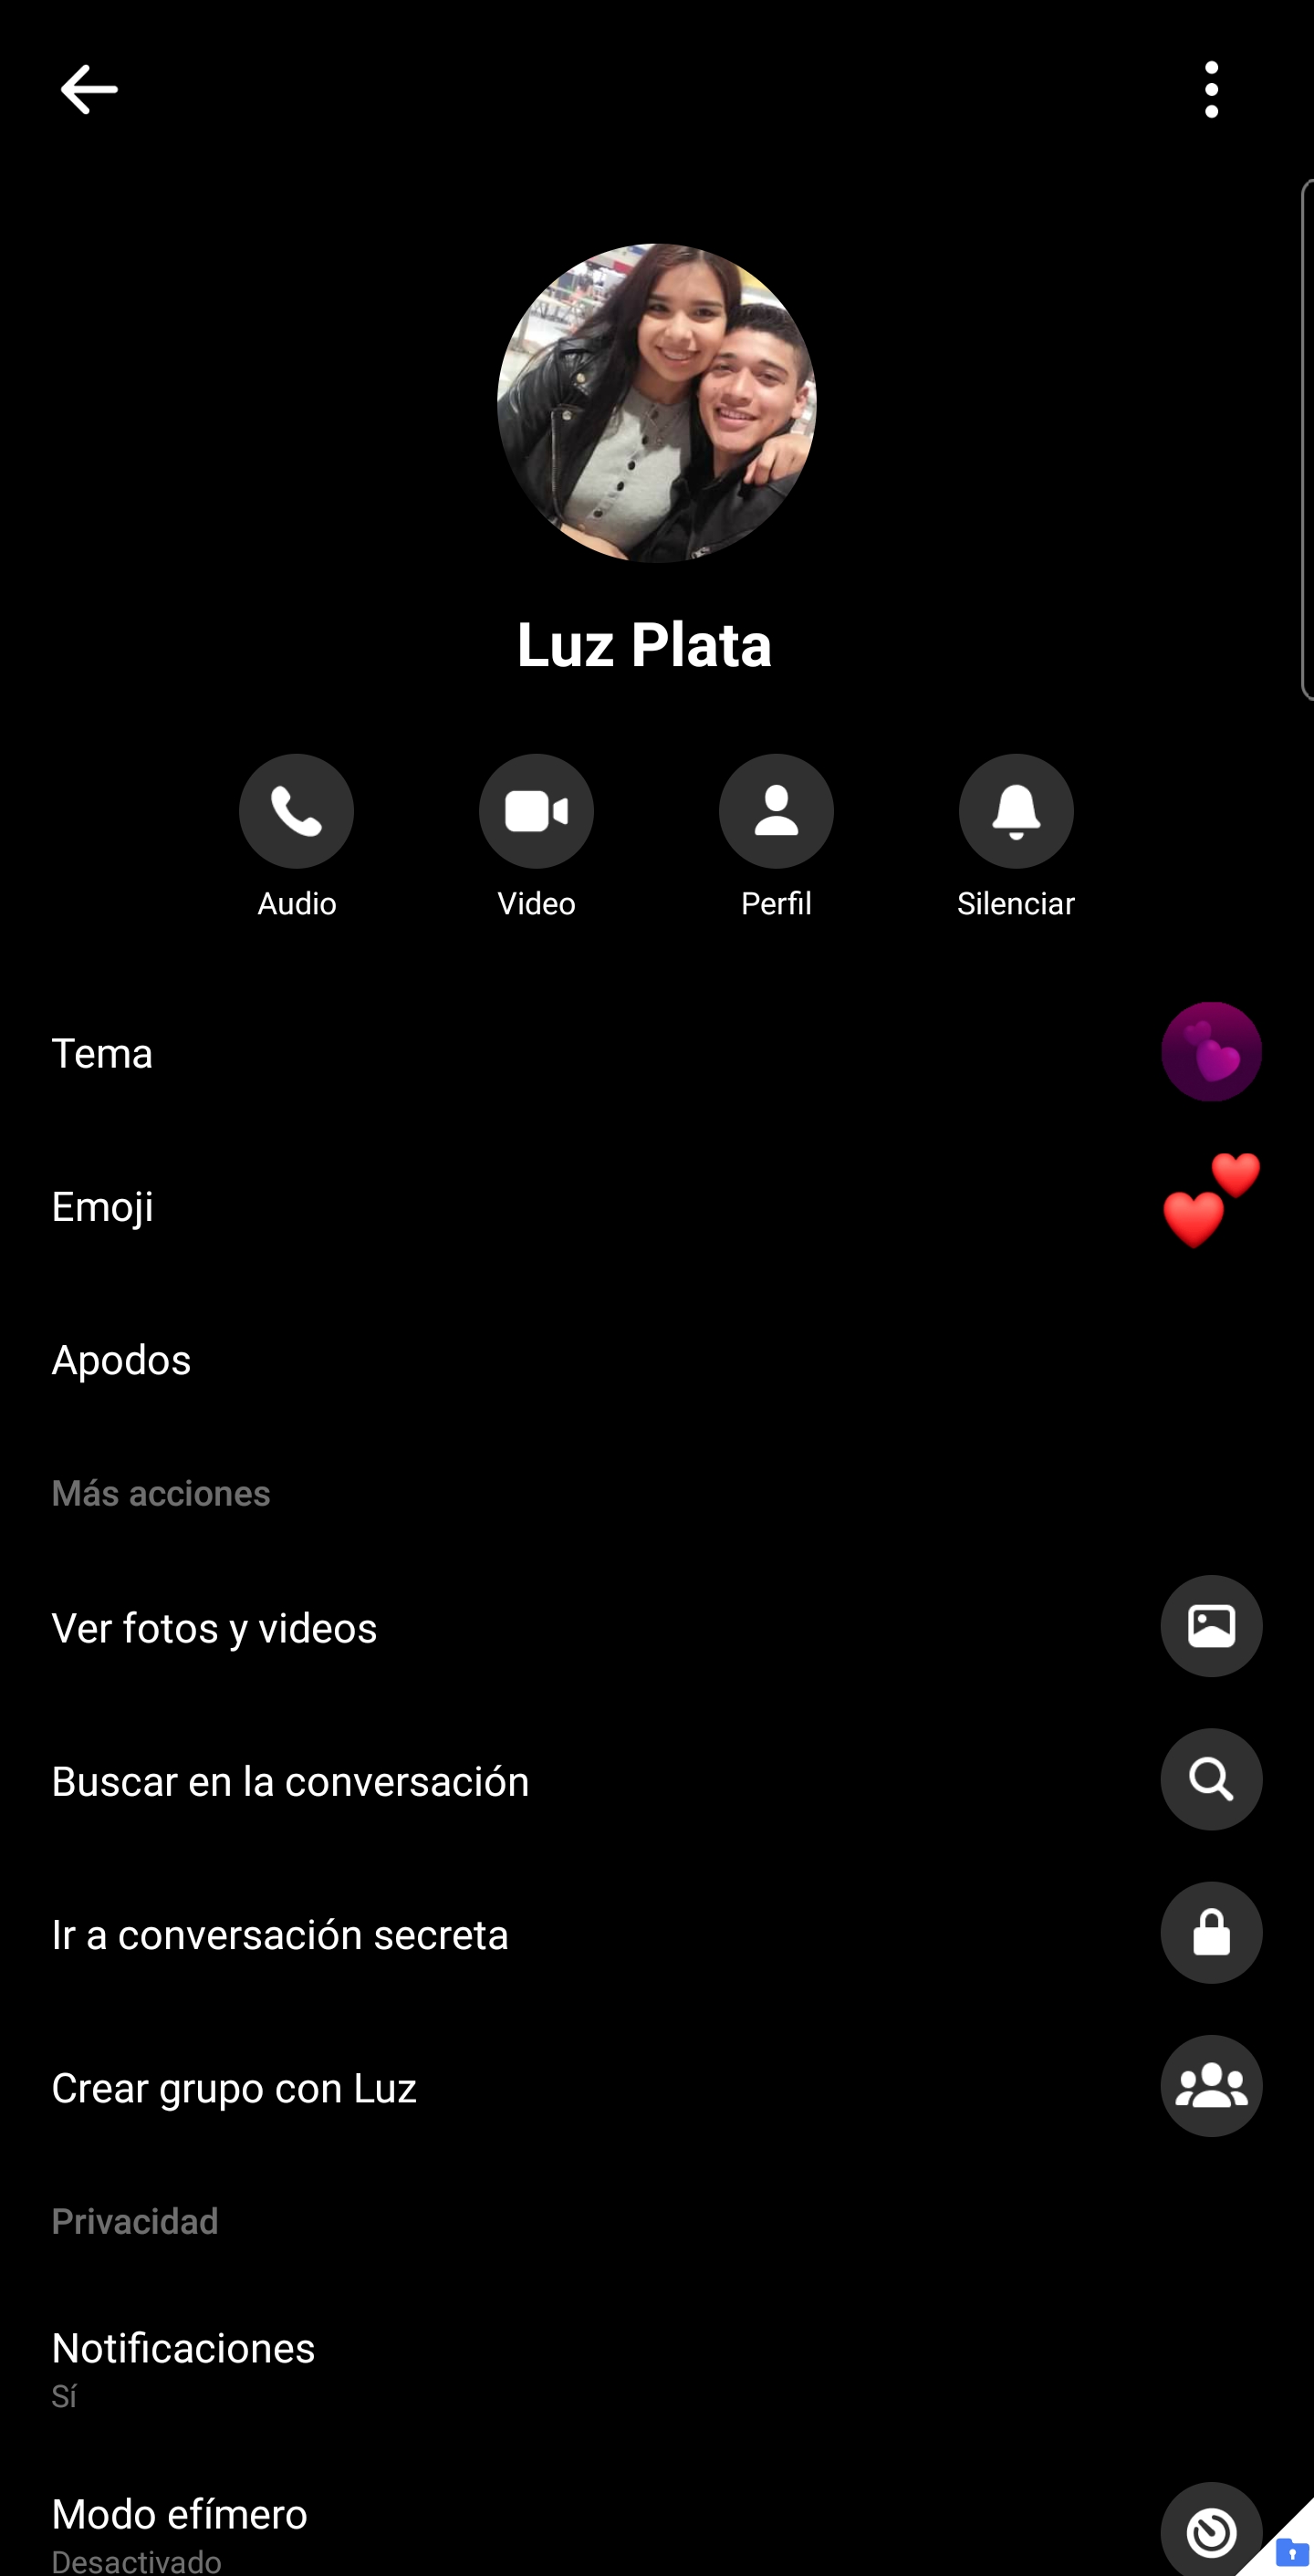 Luz Plata
Audio
Video
Perfil
Silenciar
Tema
Emoji
Apodos
Más acciones
Ver fotos y videos
Buscar en la conversación
Ir a conversación secreta
Crear grupo con Luz
Privacidad
Notificaciones
Sí
Modo efímero
Desactivado